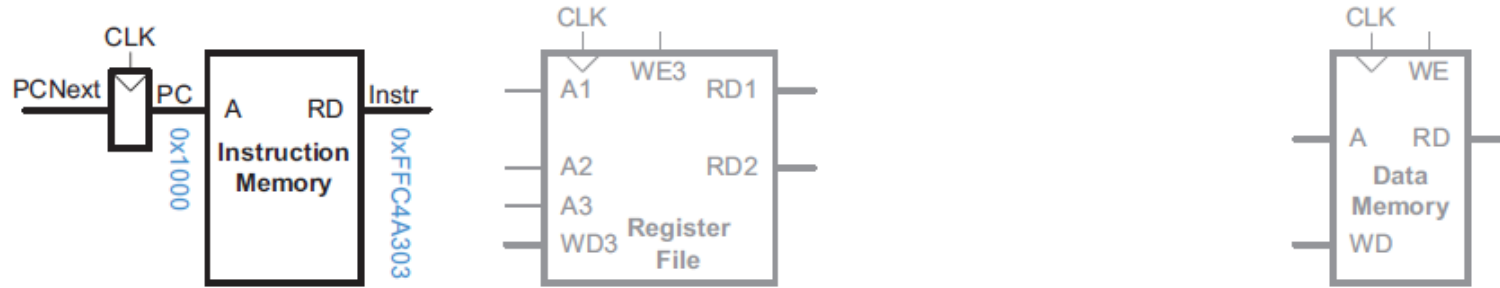 CLK
PCNext
PC
0x1000
A
RD
Instruction
Memory
Instr
0xFFC4A303
CLK
WE3
A1
RD1
A2
RD2
A3
WD3
Register
File
CLK
WE
A
RD
Data
Memory
WD